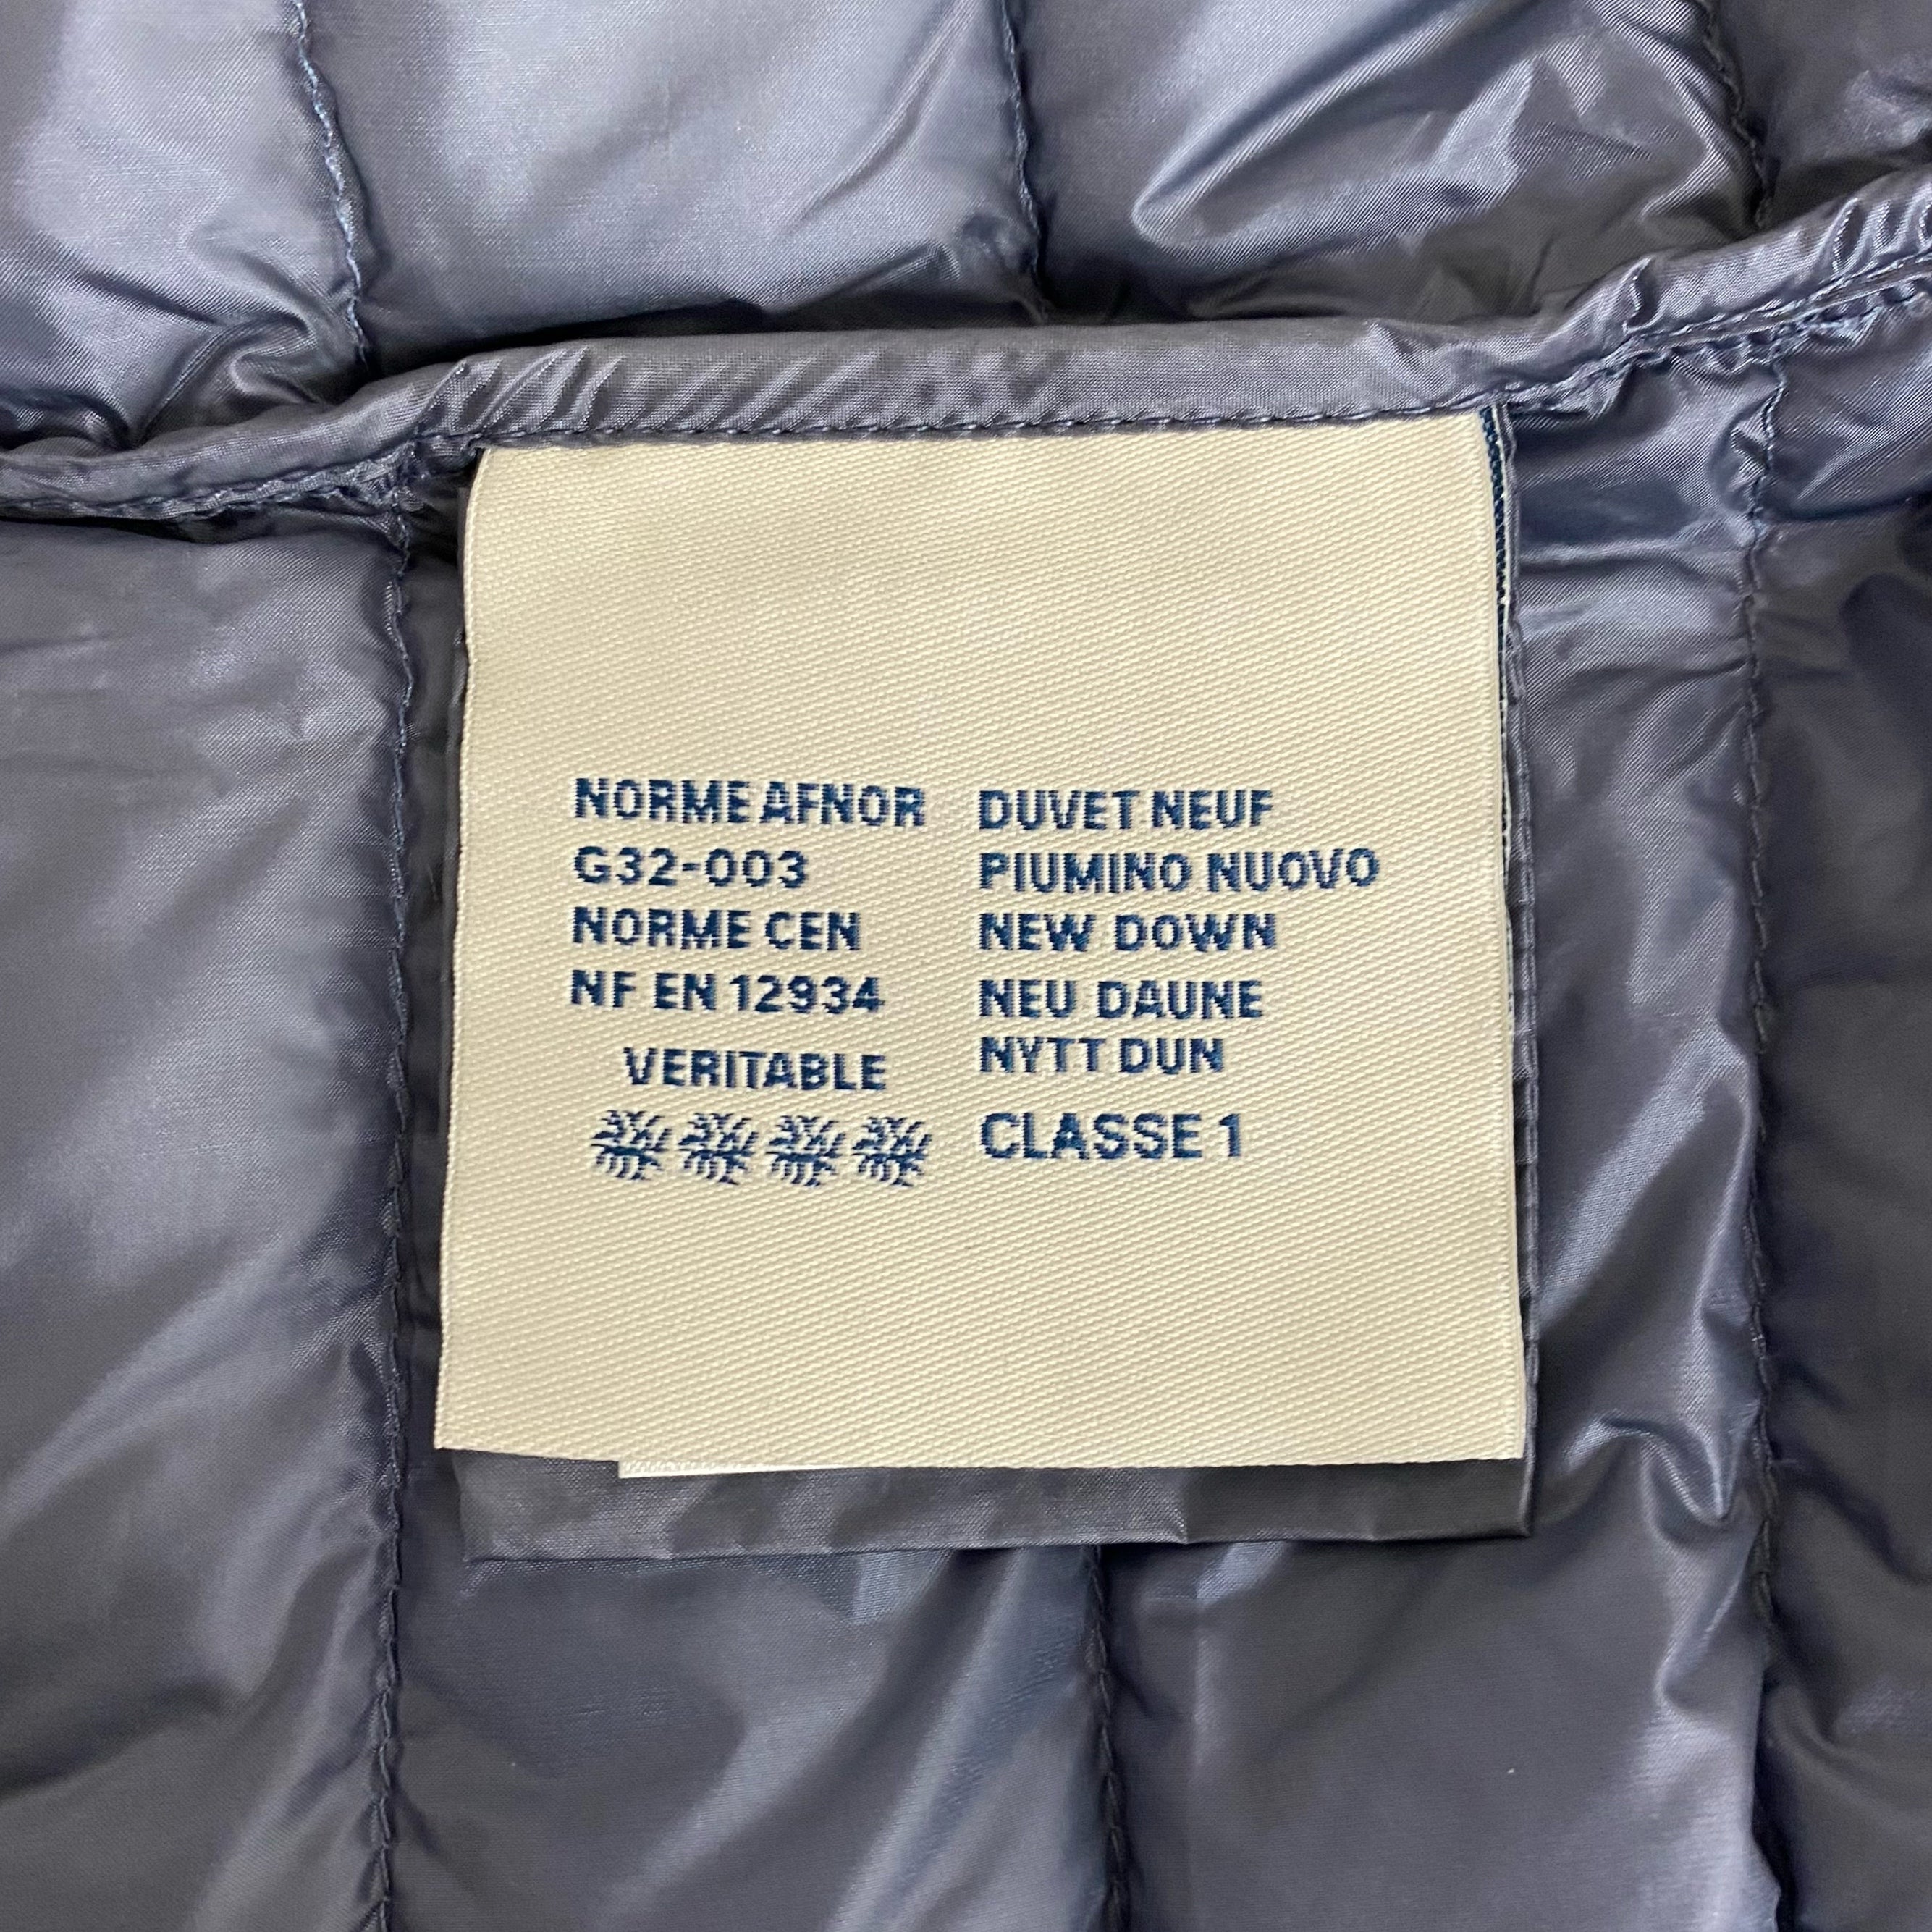 NORME AFNOR
G32-003
NORME CEN
NF EN 12934
VERITABLE
DUVET NEUF
PIUMINO NUOVO
NEW DOWN
NEU DAUNE
NYTT DUN
CLASSE 1